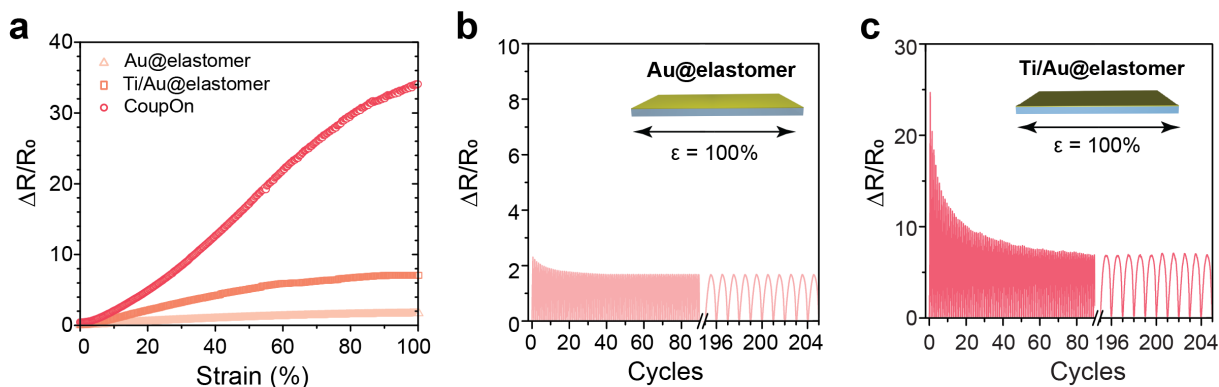 a
40
30
20
10
0
ΔR/R₀
Au@elastomer
Ti/Au@elastomer
CoupOn
0 20 40 60 80 100
Strain (%)
b
10
8
6
4
2
0
ΔR/R₀
Au@elastomer
ε = 100%
0 20 40 60 80 196 200 204
Cycles
c
30
20
10
0
ΔR/R₀
Ti/Au@elastomer
ε = 100%
0 20 40 60 80 196 200 204
Cycles